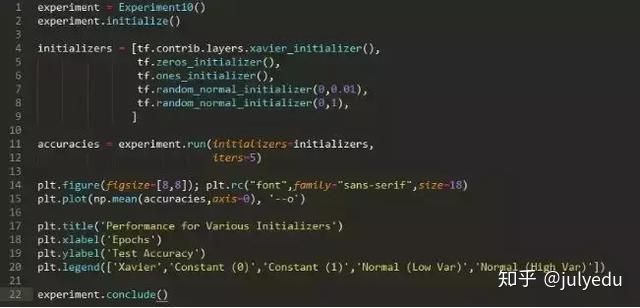 1 experiment = Experiment10()
2 experiment.initialize()
3
4 initializers = [tf.contrib.layers.xavier_initializer(),
5 tf.zeros_initializer(),
6 tf.ones_initializer(),
7 tf.random_normal_initializer(0,0.01),
8 tf.random_normal_initializer(0,1),
9 ]
10
11 accuracies = experiment.run(initializers=initializers,
12 iters=5)
13
14 plt.figure(figsize=[8,8]); plt.rc("font",family="sans-serif",size=18)
15 plt.plot(np.mean(accuracies,axis=0), '--o')
16
17 plt.title('Performance for Various Initializers')
18 plt.xlabel('Epochs')
19 plt.ylabel('Test Accuracy')
20 plt.legend(['Xavier','Constant (0)','Constant (1)','Normal (Low Var)','Normal (High Var)'])
21
22 experiment.conclude()
知乎 @julyedu